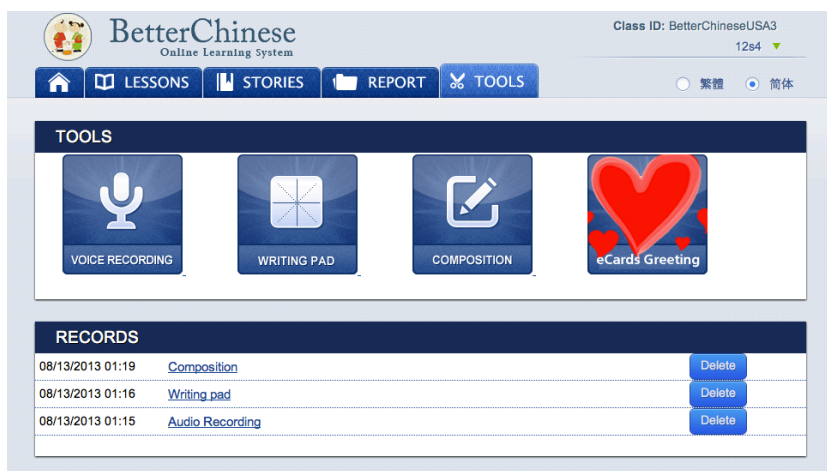 BetterChinese
Online Learning System
Class ID: BetterChineseUSA3
12s4
LESSONS
STORIES
REPORT
TOOLS
繁體
简体
TOOLS
VOICE RECORDING
WRITING PAD
COMPOSITION
eCards Greeting
RECORDS
08/13/2013 01:19 Composition Delete
08/13/2013 01:16 Writing pad Delete
08/13/2013 01:15 Audio Recording Delete